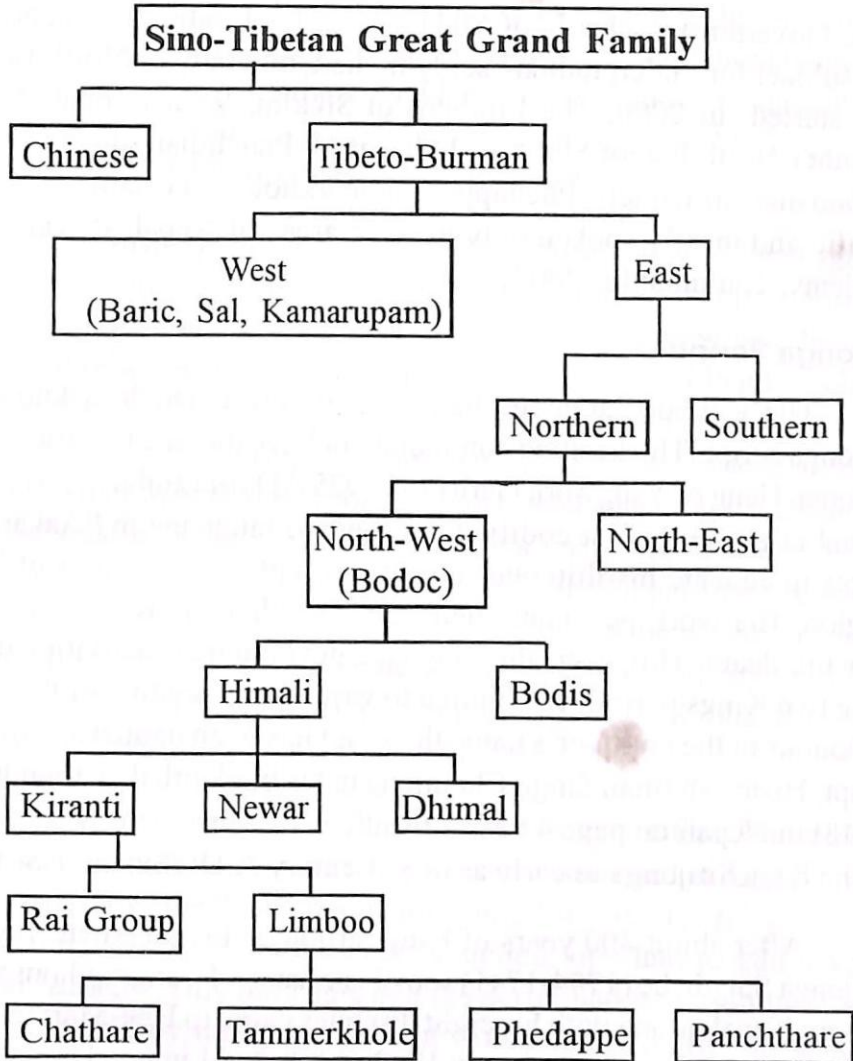 Sino-Tibetan Great Grand Family
Chinese
Tibeto-Burman
West
(Baric, Sal, Kamarupam)
East
Northern
Southern
North-West
(Bodoc)
North-East
Himali
Bodis
Kiranti
Newar
Dhimal
Rai Group
Limboo
Chathare
Tammerkhole
Phedappe
Panchthare